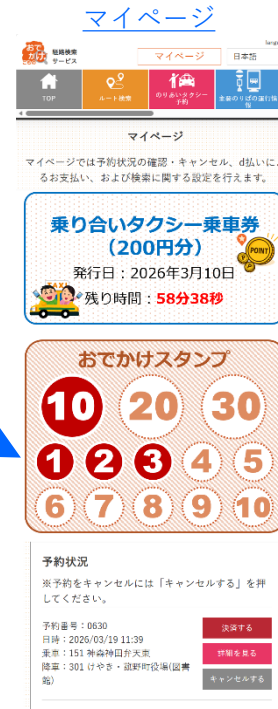 マイページ
おで
かけ
経路検索
サービス
マイページ
日本語
TOP
ルート検索
のりあいタクシー
予約
マイページ
マイページでは予約状況の確認・キャンセル、d払いによ
るお支払い、および検索に関する設定を行えます。
乗り合いタクシー乗車券
(200円分)
POINT
発行日：2026年3月10日
TAXI
残り時間：58分38秒
おでかけスタンプ
10 20 30
1 2 3 4 5
6 7 8 9 10
予約状況
※予約をキャンセルには「キャンセルする」を押
してください。
予約番号：0630
日時：2026/03/19 11:39
乗車：151 神森神田弁天東
降車：301 けやき・
館)
決済する
詳細を見る
キャンセルする